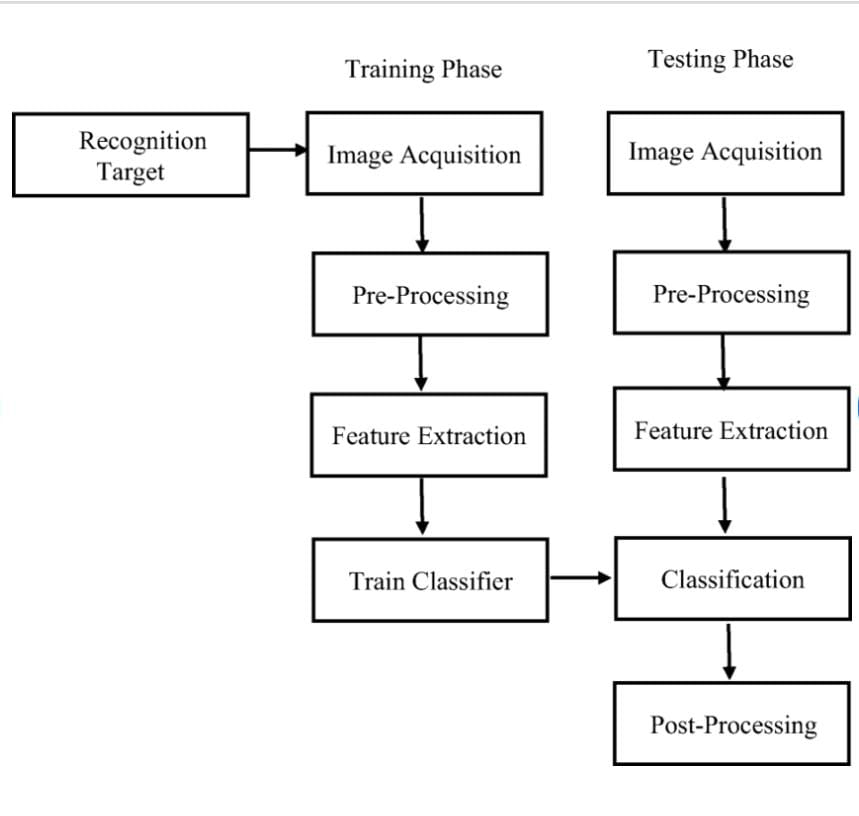 Training Phase
Testing Phase
Recognition
Target
Image Acquisition
Image Acquisition
Pre-Processing
Pre-Processing
Feature Extraction
Feature Extraction
Train Classifier
Classification
Post-Processing